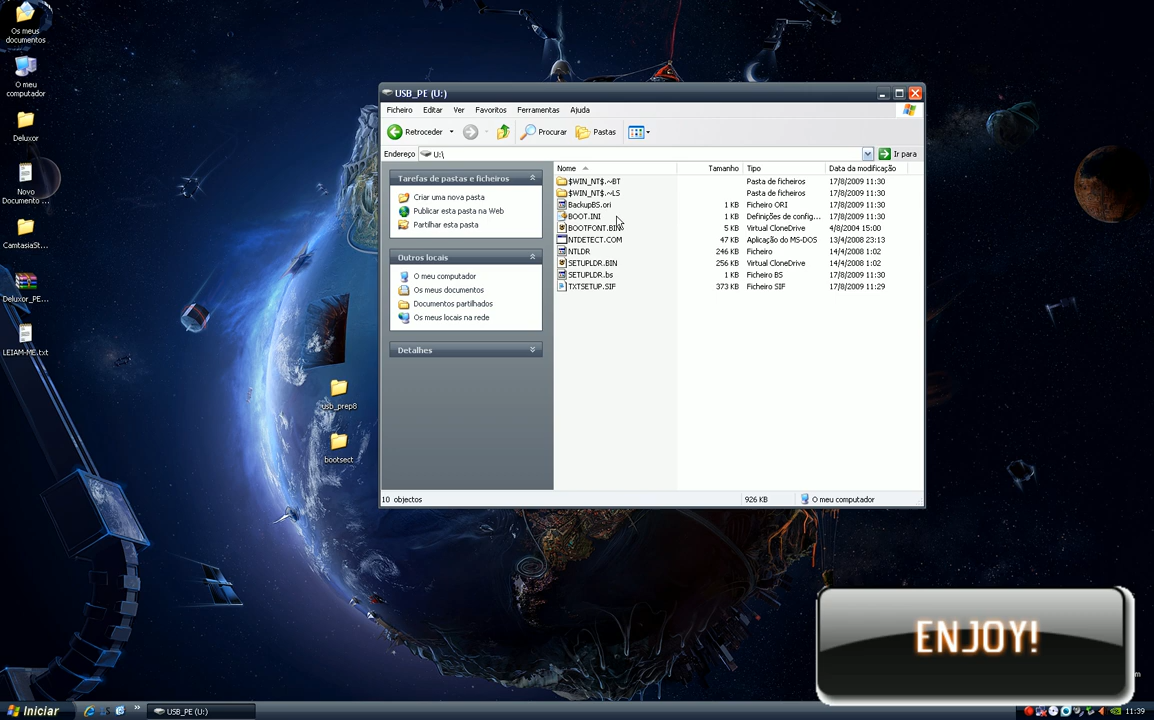 Os meus
documentos
O meu
computador
Deluxor
Novo
Documento ...
CamtasiaSt...
Deluxor_PE...
LEIAM-ME.txt
usb_prep8
bootsect
USB_PE (U:)
Ficheiro Editar Ver Favoritos Ferramentas Ajuda
Retroceder Procurar Pastas
Endereço U:\ Ir para
Tarefas de pastas e ficheiros
Criar uma nova pasta
Publicar esta pasta na Web
Partilhar esta pasta
Outros locais
O meu computador
Os meus documentos
Documentos partilhados
Os meus locais na rede
Detalhes
Nome Tamanho Tipo Data da modificação
$WIN_NT$.~BT Pasta de ficheiros 17/8/2009 11:30
$WIN_NT$.~LS Pasta de ficheiros 17/8/2009 11:30
BackupBS.ori 1 KB Ficheiro ORI 17/8/2009 11:30
BOOT.INI 1 KB Definições de config... 17/8/2009 11:30
BOOTFONT.BIN 5 KB Virtual CloneDrive 4/8/2004 15:00
NTDETECT.COM 47 KB Aplicação do MS-DOS 13/4/2008 23:13
NTLDR 246 KB Ficheiro 14/4/2008 1:02
SETUPLDR.BIN 256 KB Virtual CloneDrive 14/4/2008 1:02
SETUPLDR.bs 1 KB Ficheiro BS 17/8/2009 11:30
TXTSETUP.SIF 373 KB Ficheiro SIF 17/8/2009 11:29
10 objectos 926 KB O meu computador
ENJOY!
Iniciar USB_PE (U:) 11:39